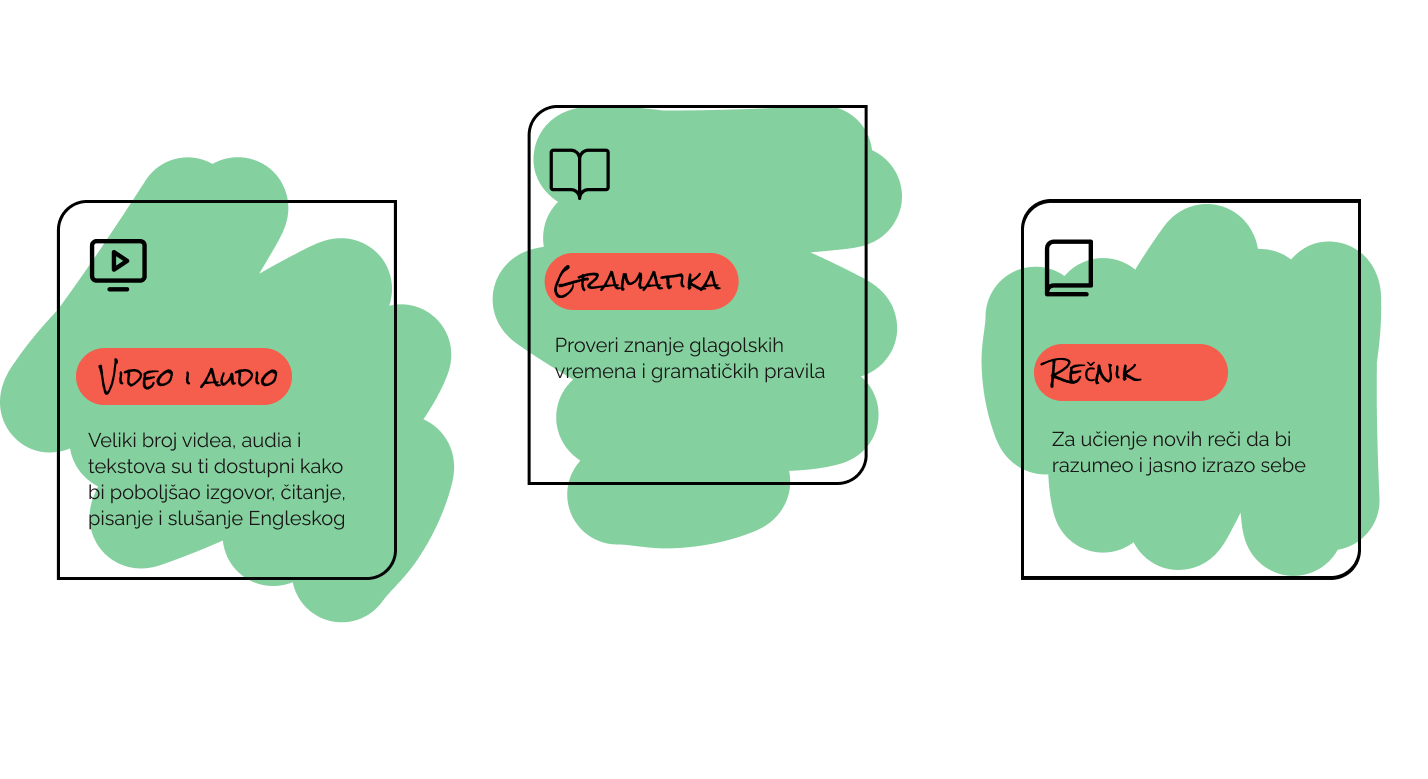 Video i audio
Veliki broj videa, audia i
tekstova su ti dostupni kako
bi poboljšao izgovor, čitanje,
pisanje i slušanje Engleskog
Gramatika
Proveri znanje glagolskih
vremena i gramatičkih pravila
Rečnik
Za učienje novih reči da bi
razumeo i jasno izrazo sebe